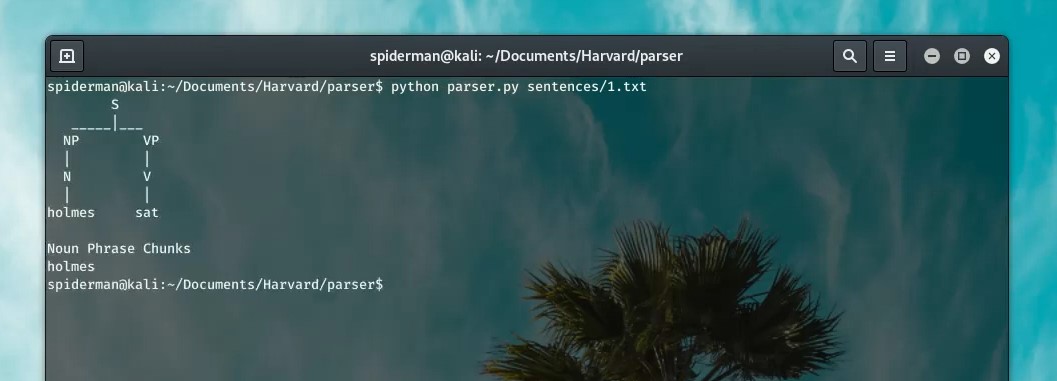 spiderman@kali: ~/Documents/Harvard/parser
spiderman@kali:~/Documents/Harvard/parser$ python parser.py sentences/1.txt
        S
   _____|___
  NP        VP
  |         |
  N         V
  |         |
holmes     sat
Noun Phrase Chunks
holmes
spiderman@kali:~/Documents/Harvard/parser$